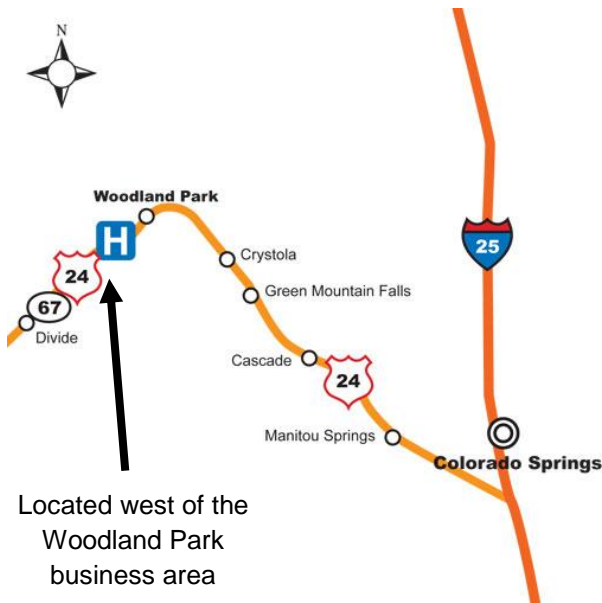 N
Woodland Park
H
25
Crystola
24
Green Mountain Falls
67
Divide
Cascade
24
Manitou Springs
Colorado Springs
Located west of the
Woodland Park
business area